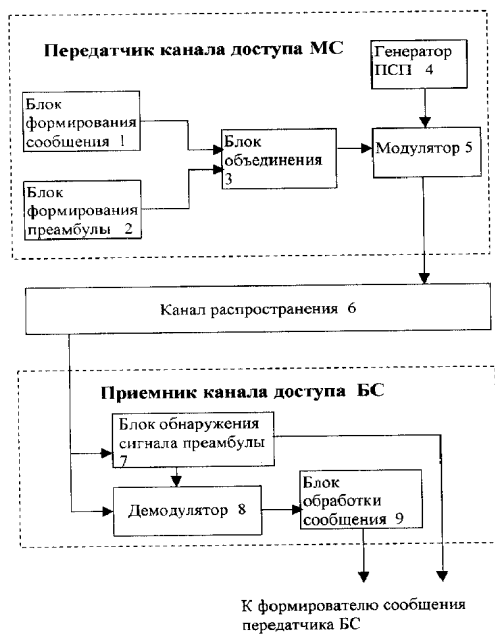 Передатчик канала доступа МС
Генератор
ПСП 4
Блок
формирования
сообщения 1
Блок
объединения
3
Модулятор 5
Блок
формирования
преамбулы 2
Канал распространения 6
Приемник канала доступа БС
Блок обнаружения
сигнала преамбулы
7
Демодулятор 8
Блок
обработки
сообщения 9
К формирователю сообщения
передатчика БС